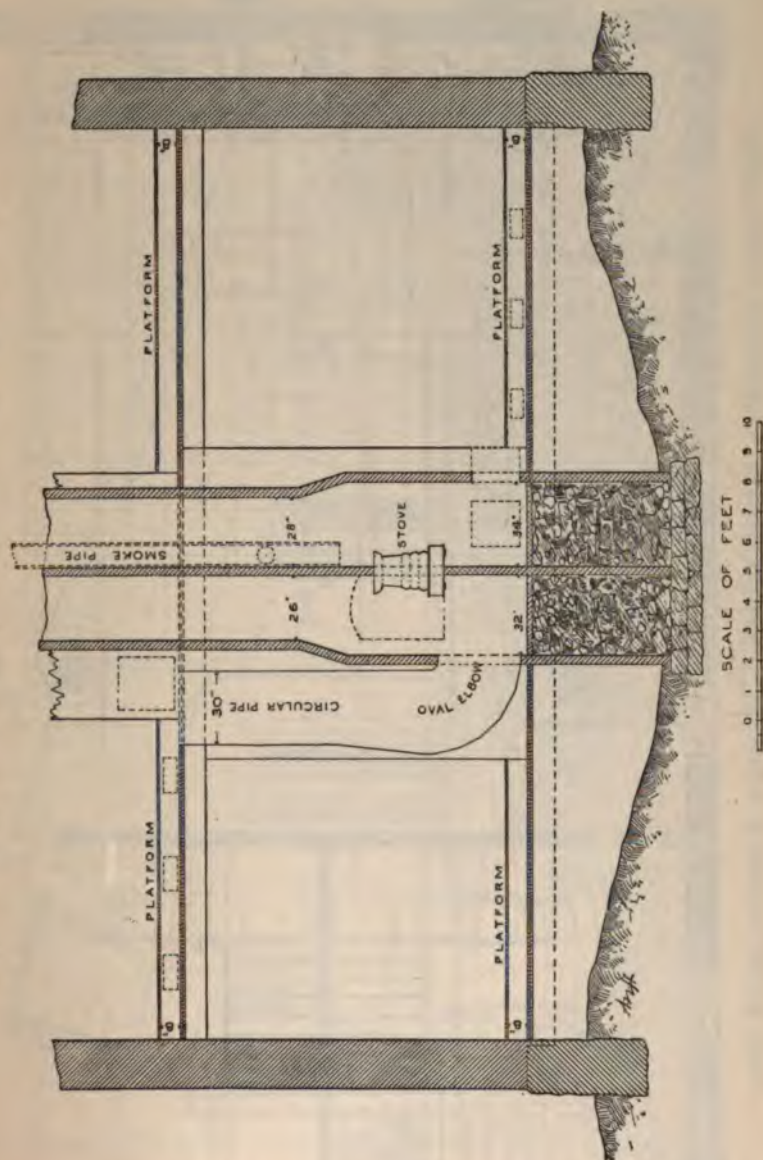 PLATFORM
PLATFORM
SMOKE PIPE
28"
STOVE
34"
26"
32"
30"
CIRCULAR PIPE
OVAL ELBOW
PLATFORM
PLATFORM
SCALE OF FEET
0 1 2 3 4 5 6 7 8 9 10